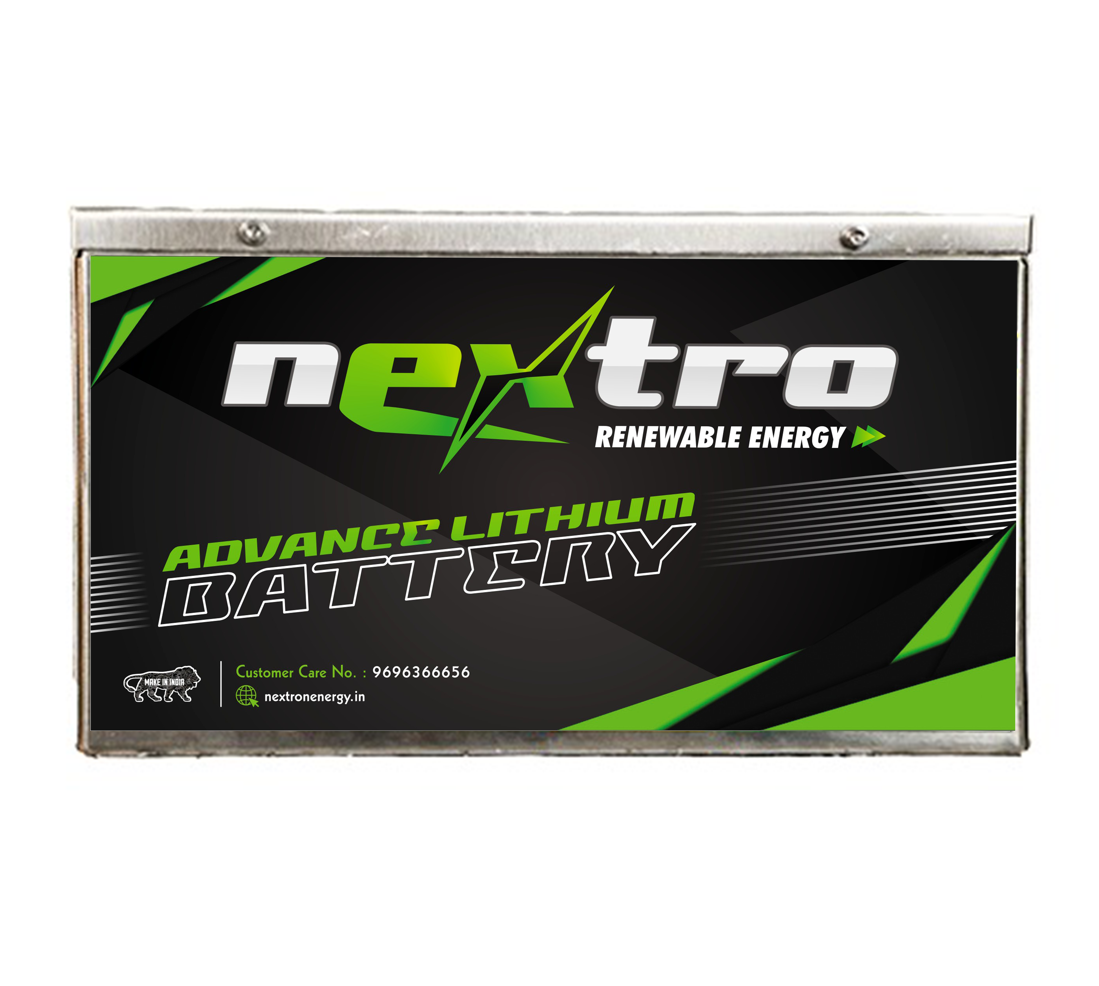 nextro
RENEWABLE ENERGY
ADVANCE LITHIUM
BATTERY
MAKE IN INDIA
Customer Care No. : 9696366656
nextronenergy.in